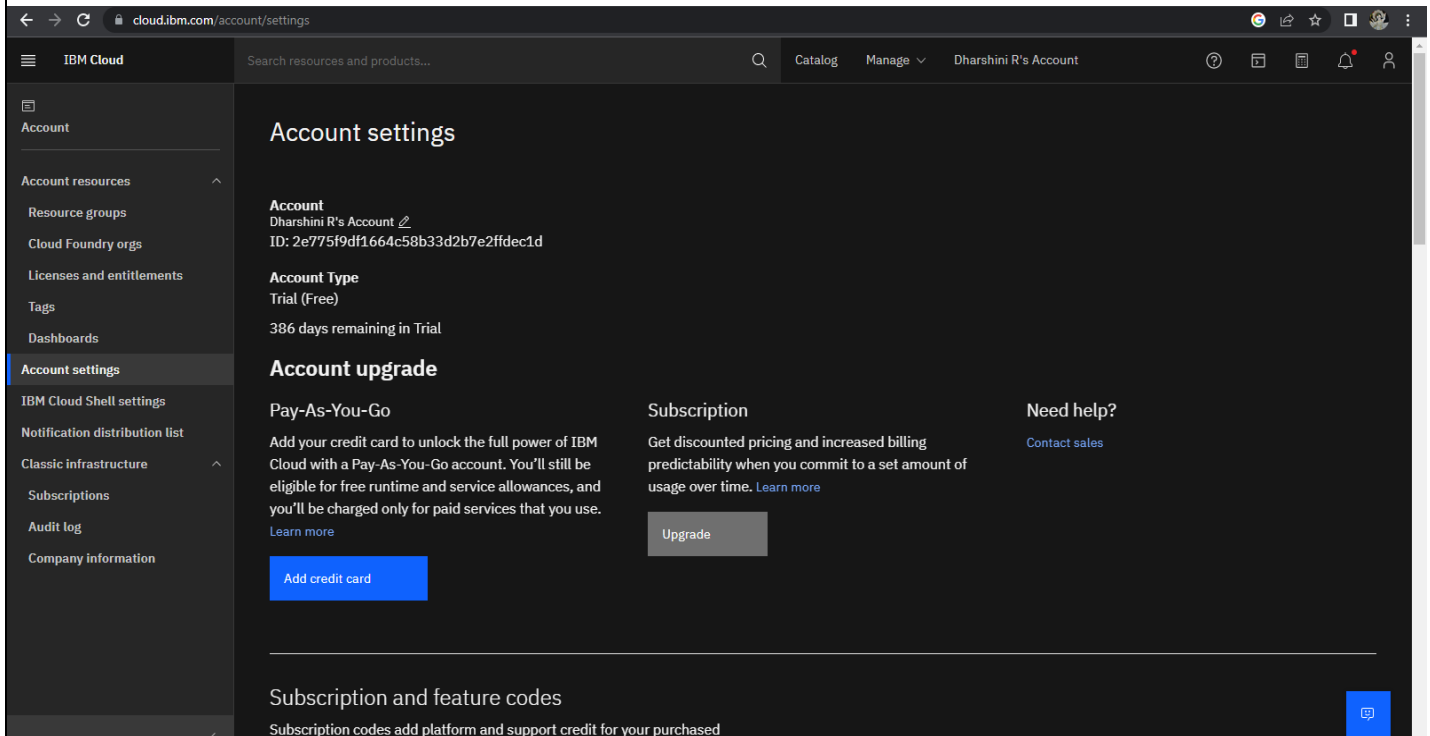 cloud.ibm.com/account/settings
IBM Cloud
Search resources and products...
Catalog
Manage
Dharshini R's Account
Account
Account resources
Resource groups
Cloud Foundry orgs
Licenses and entitlements
Tags
Dashboards
Account settings
IBM Cloud Shell settings
Notification distribution list
Classic infrastructure
Subscriptions
Audit log
Company information
Account settings
Account
Dharshini R's Account
ID: 2e775f9df1664c58b33d2b7e2ffdec1d
Account Type
Trial (Free)
386 days remaining in Trial
Account upgrade
Pay-As-You-Go
Add your credit card to unlock the full power of IBM
Cloud with a Pay-As-You-Go account. You’ll still be
eligible for free runtime and service allowances, and
you’ll be charged only for paid services that you use.
Learn more
Add credit card
Subscription
Get discounted pricing and increased billing
predictability when you commit to a set amount of
usage over time. Learn more
Upgrade
Need help?
Contact sales
Subscription and feature codes
Subscription codes add platform and support credit for your purchased